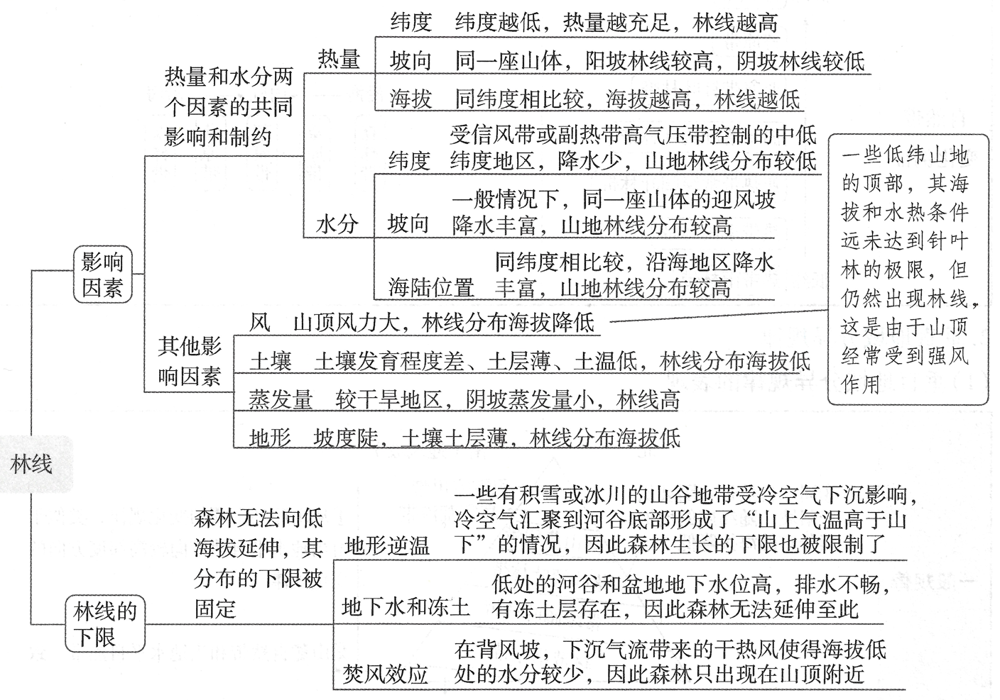 林线
影响
因素
热量和水分两
个因素的共同
影响和制约
热量
纬度 纬度越低，热量越充足，林线越高
坡向 同一座山体，阳坡林线较高，阴坡林线较低
海拔 同纬度相比较，海拔越高，林线越低
水分
受信风带或副热带高气压带控制的中低
纬度 纬度地区，降水少，山地林线分布较低
一般情况下，同一座山体的迎风坡
坡向 降水丰富，山地林线分布较高
同纬度相比较，沿海地区降水
海陆位置 丰富，山地林线分布较高
其他影
响因素
风 山顶风力大，林线分布海拔降低
一些低纬山地
的顶部，其海
拔和水热条件
远未达到针叶
林的极限，但
仍然出现林线，
这是由于山顶
经常受到强风
作用
土壤 土壤发育程度差、土层薄、土温低，林线分布海拔低
蒸发量 较干旱地区，阴坡蒸发量小，林线高
地形 坡度陡，土壤土层薄，林线分布海拔低
林线的
下限
森林无法向低
海拔延伸，其
分布的下限被
固定
一些有积雪或冰川的山谷地带受冷空气下沉影响，
冷空气汇聚到河谷底部形成了“山上气温高于山
地形逆温 下”的情况，因此森林生长的下限也被限制了
低处的河谷和盆地地下水位高，排水不畅，
地下水和冻土 有冻土层存在，因此森林无法延伸至此
在背风坡，下沉气流带来的干热风使得海拔低
焚风效应 处的水分较少，因此森林只出现在山顶附近